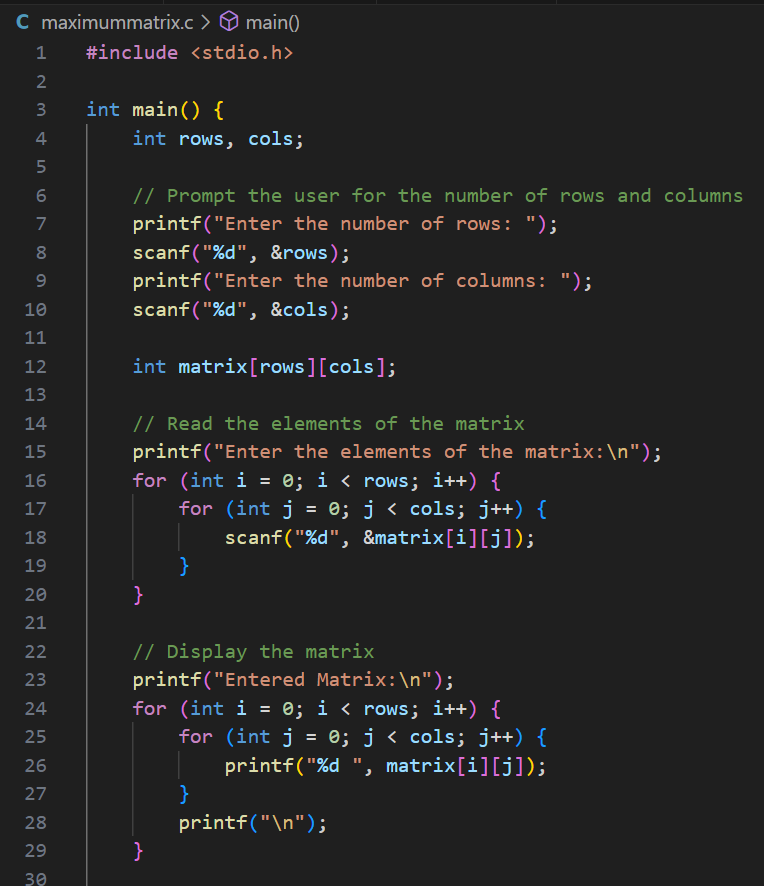 C maximummatrix.c > main()
1 #include <stdio.h>
2
3 int main() {
4     int rows, cols;
5
6     // Prompt the user for the number of rows and columns
7     printf("Enter the number of rows: ");
8     scanf("%d", &rows);
9     printf("Enter the number of columns: ");
10     scanf("%d", &cols);
11
12     int matrix[rows][cols];
13
14     // Read the elements of the matrix
15     printf("Enter the elements of the matrix:\n");
16     for (int i = 0; i < rows; i++) {
17         for (int j = 0; j < cols; j++) {
18             scanf("%d", &matrix[i][j]);
19         }
20     }
21
22     // Display the matrix
23     printf("Entered Matrix:\n");
24     for (int i = 0; i < rows; i++) {
25         for (int j = 0; j < cols; j++) {
26             printf("%d ", matrix[i][j]);
27         }
28         printf("\n");
29     }
30